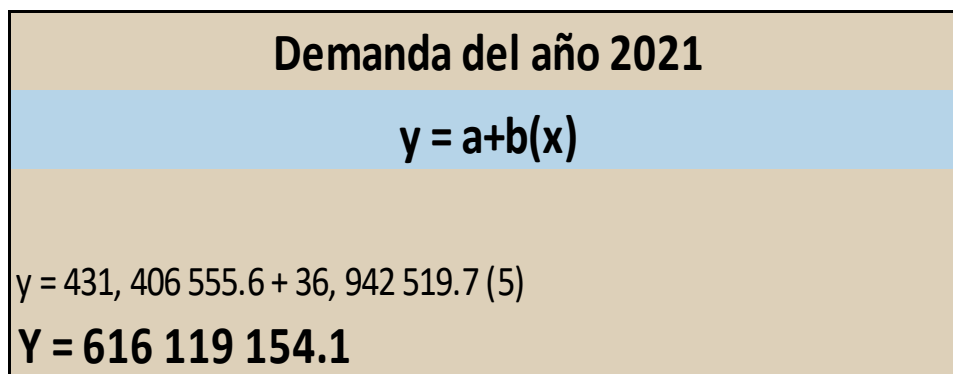 Demanda del año 2021
y = a+b(x)
y = 431, 406 555.6 + 36, 942 519.7 (5)
Y = 616 119 154.1